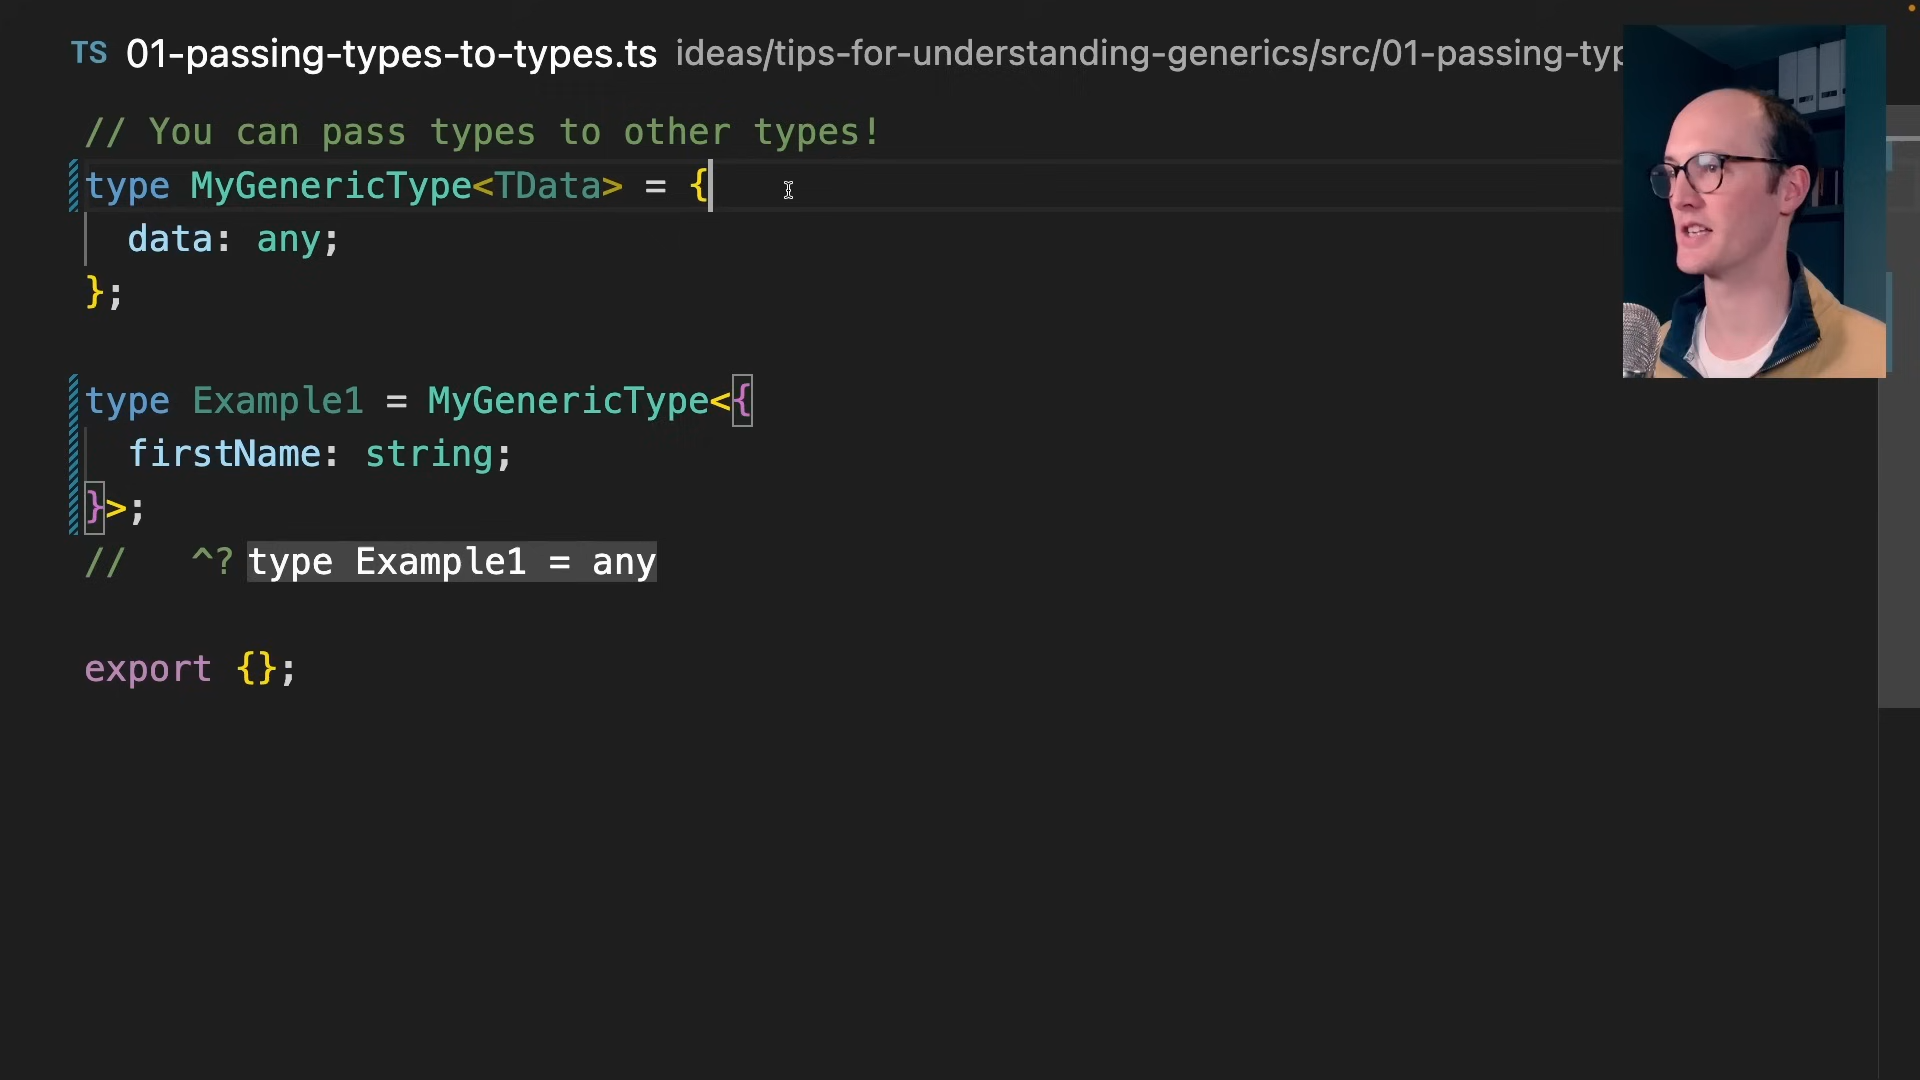 TS 01-passing-types-to-types.ts ideas/tips-for-understanding-generics/src/01-passing-typ
// You can pass types to other types!
type MyGenericType<TData> = {
  data: any;
};
type Example1 = MyGenericType<{
  firstName: string;
}>;
//   ^? type Example1 = any
export {};